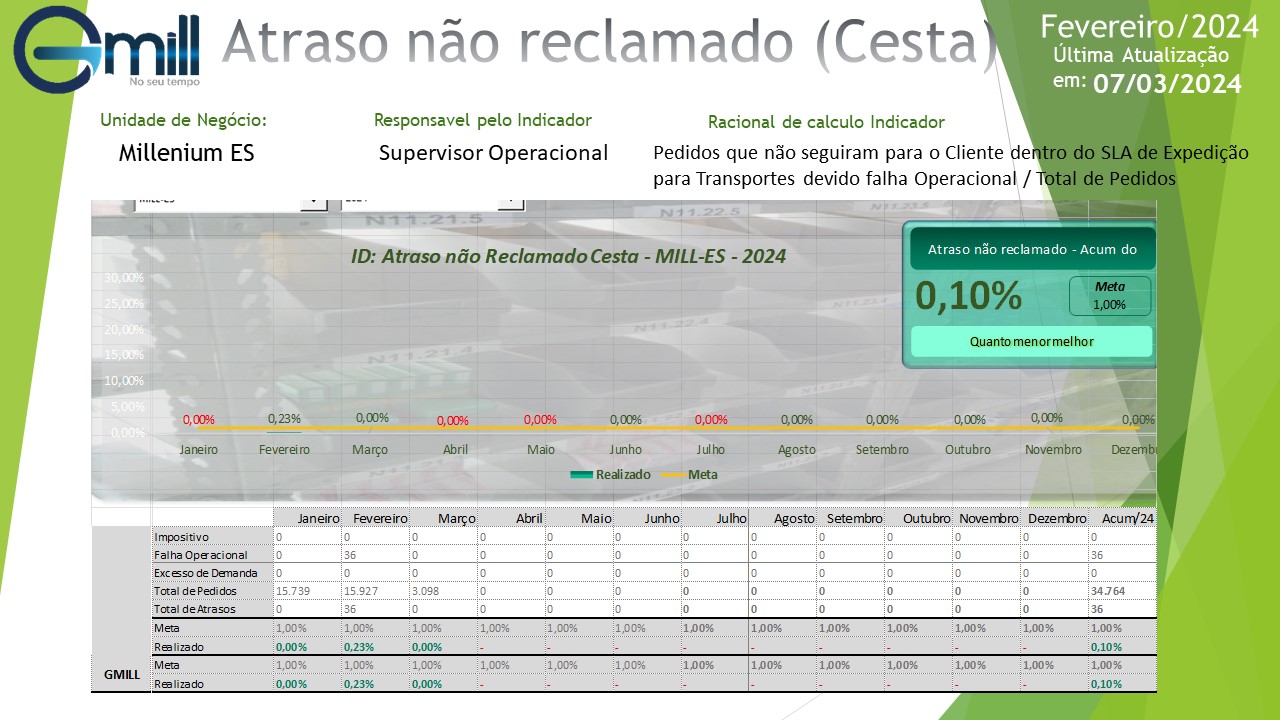 Gmill
No seu tempo
Atraso não reclamado (Cesta)
Fevereiro/2024
Última Atualização
em: 07/03/2024
Unidade de Negócio:
Millenium ES
Responsavel pelo Indicador
Supervisor Operacional
Racional de calculo Indicador
Pedidos que não seguiram para o Cliente dentro do SLA de Expedição
para Transportes devido falha Operacional / Total de Pedidos
N11.21.5
N11.22.5
N11.22.4
N11.21.4
ID: Atraso não Reclamado Cesta - MILL-ES - 2024
Atraso não reclamado - Acum do
0,10%
Meta
1,00%
Quanto menor melhor
30,00%
25,00%
20,00%
15,00%
10,00%
5,00%
0,00%
0,00% 0,23% 0,00% 0,00% 0,00% 0,00% 0,00% 0,00% 0,00% 0,00% 0,00% 0,00%
Janeiro Fevereiro Março Abril Maio Junho Julho Agosto Setembro Outubro Novembro Dezemb
Realizado Meta
Janeiro Fevereiro Março Abril Maio Junho Julho Agosto Setembro Outubro Novembro Dezembro Acum/24
Impositivo 0 0 0 0 0 0 0 0 0 0 0 0 0
Falha Operacional 0 36 0 0 0 0 0 0 0 0 0 0 36
Excesso de Demanda 0 0 0 0 0 0 0 0 0 0 0 0 0
Total de Pedidos 15.739 15.927 3.098 0 0 0 0 0 0 0 0 0 34.764
Total de Atrasos 0 36 0 0 0 0 0 0 0 0 0 0 36
Meta 1,00% 1,00% 1,00% 1,00% 1,00% 1,00% 1,00% 1,00% 1,00% 1,00% 1,00% 1,00% 1,00%
Realizado 0,00% 0,23% 0,00% - - - - - - - - - 0,10%
GMILL
Meta 1,00% 1,00% 1,00% 1,00% 1,00% 1,00% 1,00% 1,00% 1,00% 1,00% 1,00% 1,00% 1,00%
Realizado 0,00% 0,23% 0,00% - - - - - - - - - 0,10%